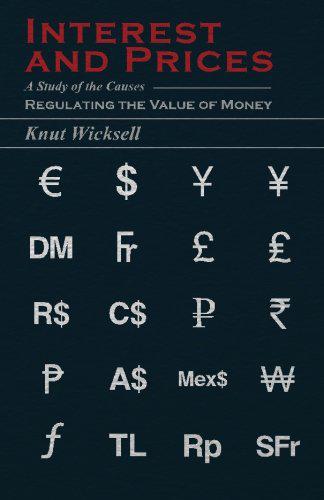 INTEREST
AND PRICES
A Study of the Causes
REGULATING THE VALUE OF MONEY
Knut Wicksell
€ $ Y ¥
DM Fr £ ₤
R$ C$ ₽ ₹
₱ A$ Mex$ ₩
ƒ TL Rp SFr